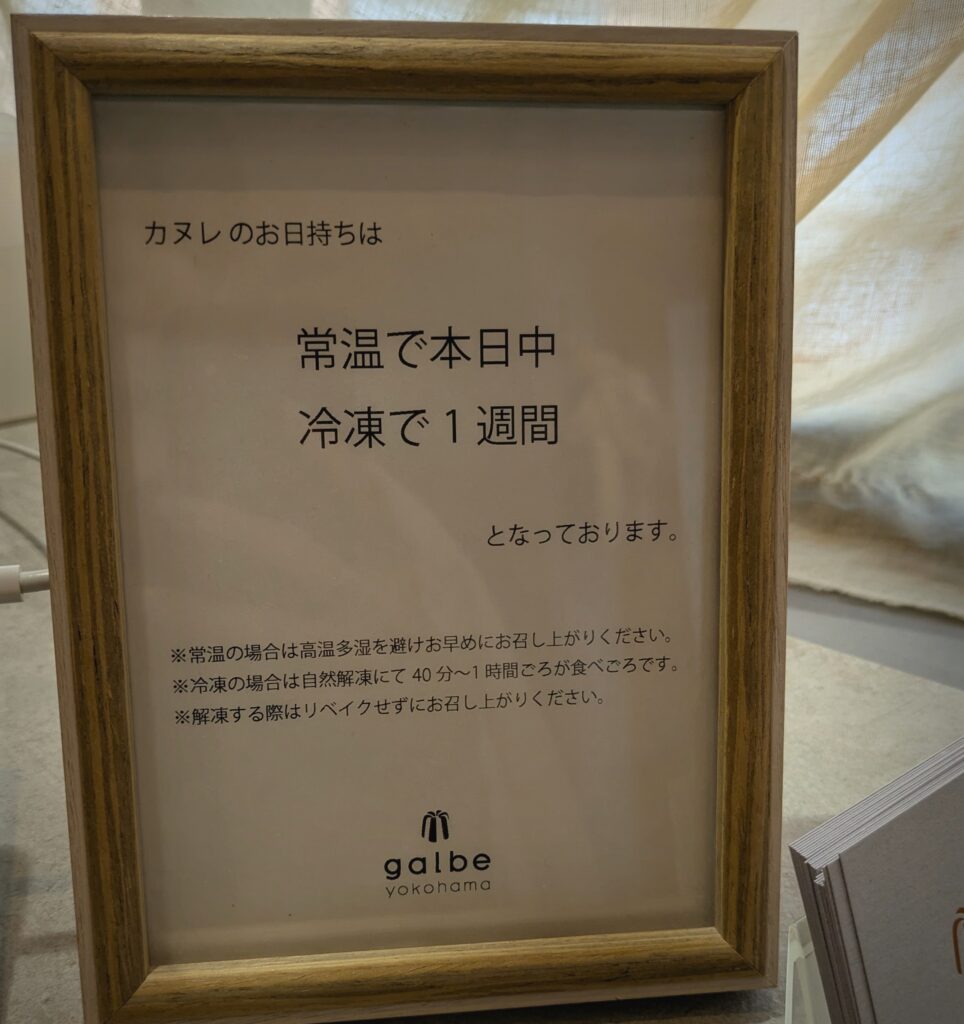 カヌレ のお日持ちは
常温で本日中
冷凍で 1 週間
となっております。
※常温の場合は高温多湿を避けお早めにお召し上がりください。
※冷凍の場合は自然解凍にて 40 分〜1 時間ごろが食べごろです。
※解凍する際はリベイクせずにお召し上がりください。
galbe
yokohama